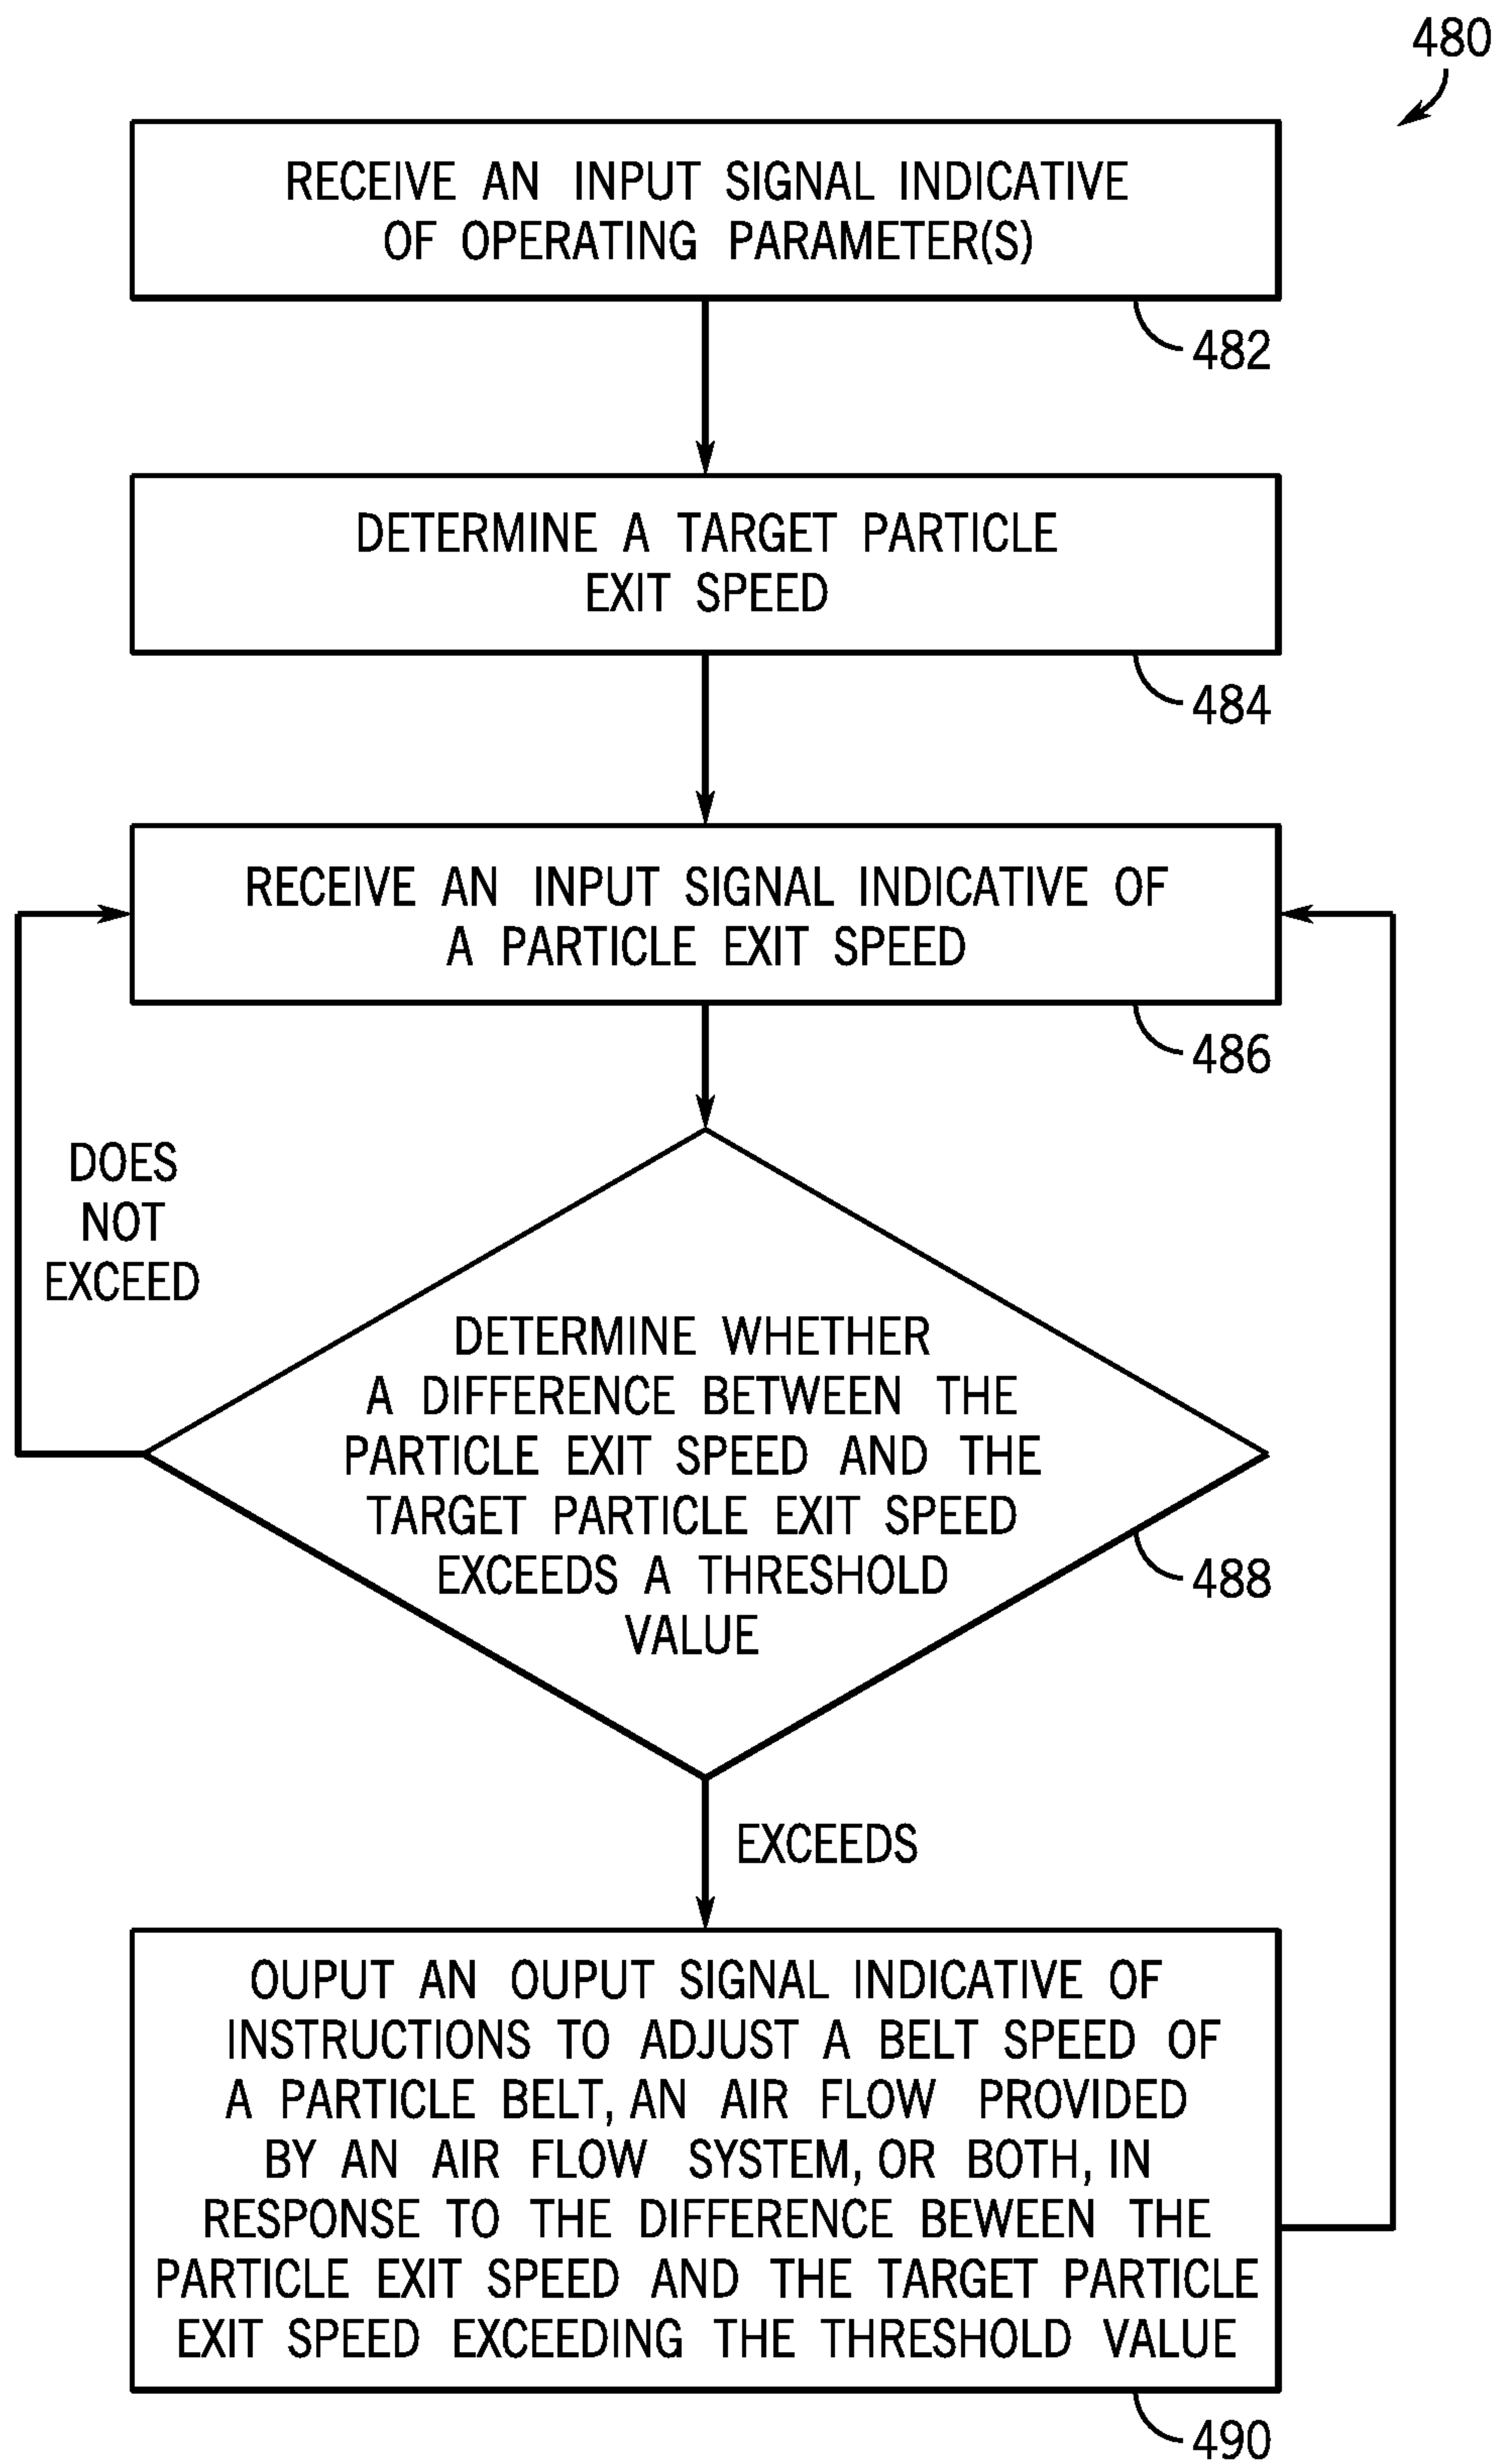 480
RECEIVE AN INPUT SIGNAL INDICATIVE
OF OPERATING PARAMETER(S)
482
DETERMINE A TARGET PARTICLE
EXIT SPEED
484
RECEIVE AN INPUT SIGNAL INDICATIVE OF
A PARTICLE EXIT SPEED
486
DOES
NOT
EXCEED
DETERMINE WHETHER
A DIFFERENCE BETWEEN THE
PARTICLE EXIT SPEED AND THE
TARGET PARTICLE EXIT SPEED
EXCEEDS A THRESHOLD
VALUE
488
EXCEEDS
OUPUT AN OUPUT SIGNAL INDICATIVE OF
INSTRUCTIONS TO ADJUST A BELT SPEED OF
A PARTICLE BELT, AN AIR FLOW PROVIDED
BY AN AIR FLOW SYSTEM, OR BOTH, IN
RESPONSE TO THE DIFFERENCE BEWEEN THE
PARTICLE EXIT SPEED AND THE TARGET PARTICLE
EXIT SPEED EXCEEDING THE THRESHOLD VALUE
490